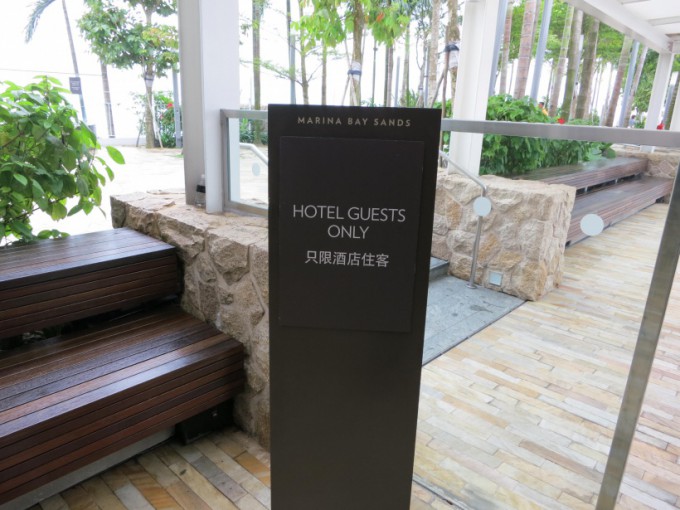 MARINA BAY SANDS
HOTEL GUESTS
ONLY
只限酒店住客